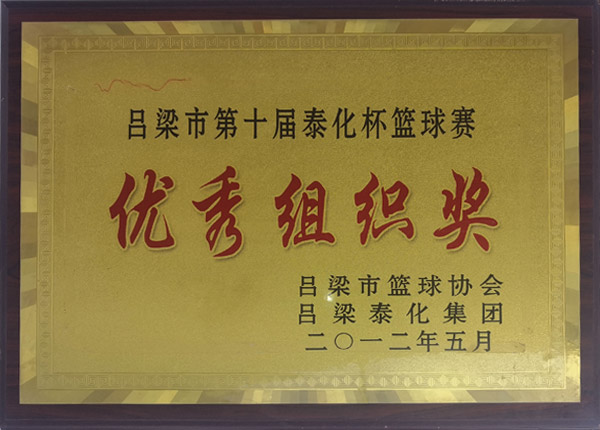 吕梁市第十届泰化杯篮球赛
优秀组织奖
吕梁市篮球协会
吕梁泰化集团
二〇一二年五月